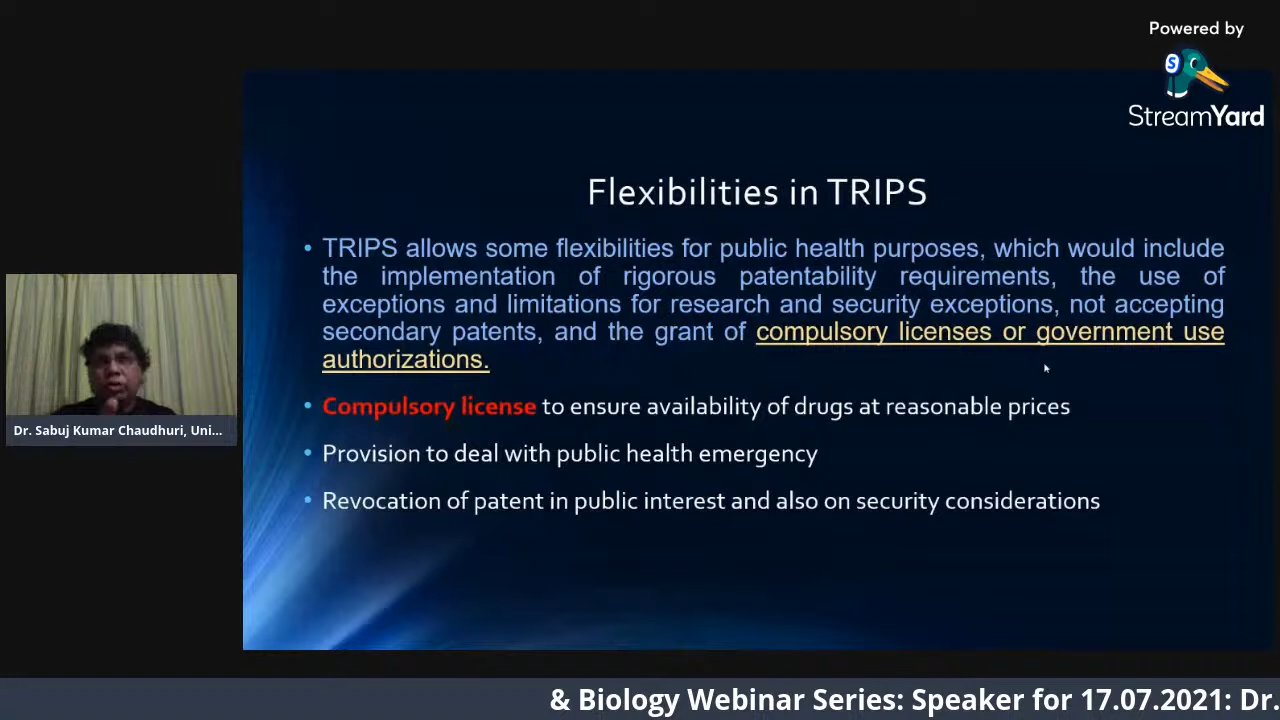 Powered by
StreamYard
Flexibilities in TRIPS
• TRIPS allows some flexibilities for public health purposes, which would include
the implementation of rigorous patentability requirements, the use of
exceptions and limitations for research and security exceptions, not accepting
secondary patents, and the grant of compulsory licenses or government use
authorizations.
• Compulsory license to ensure availability of drugs at reasonable prices
• Provision to deal with public health emergency
• Revocation of patent in public interest and also on security considerations
Dr. Sabuj Kumar Chaudhuri, Uni...
& Biology Webinar Series: Speaker for 17.07.2021: Dr.